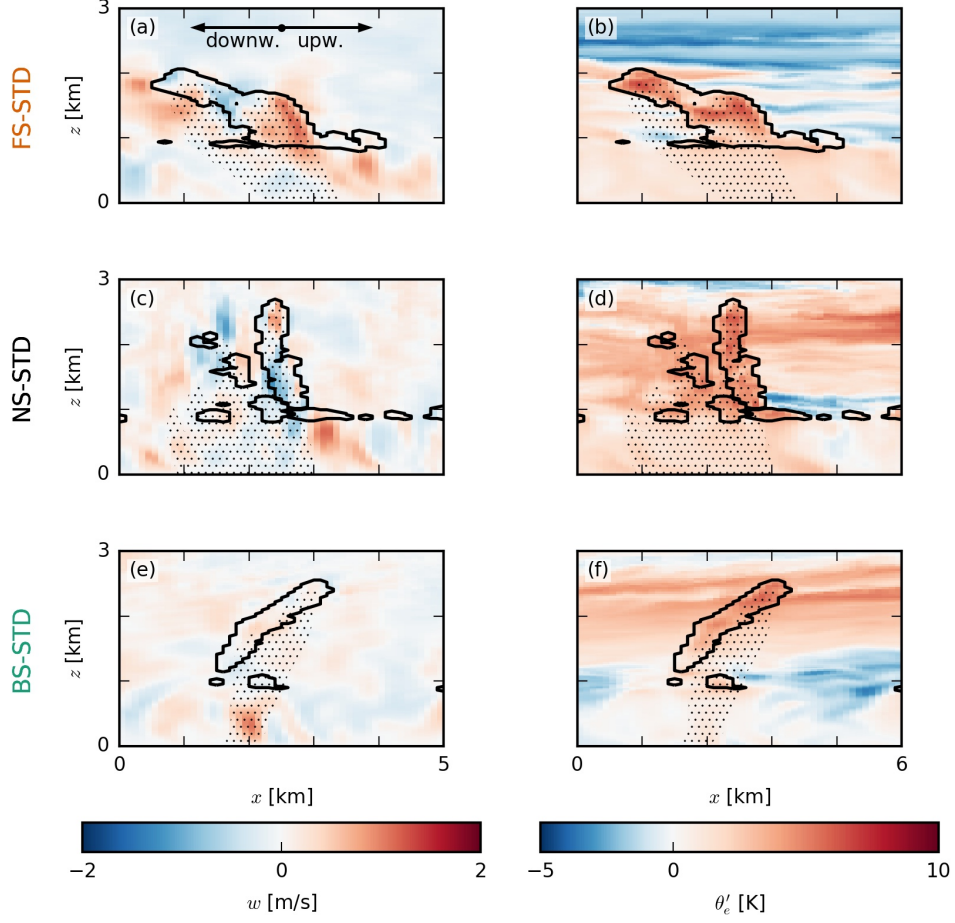 3
(a)
downw. upw.
(b)
FS-STD
z [km]
0
3
(c)
(d)
NS-STD
z [km]
0
3
(e)
(f)
BS-STD
z [km]
0
0
5
0
6
x [km]
x [km]
−2
0
2
−5
0
10
w [m/s]
θ′e [K]